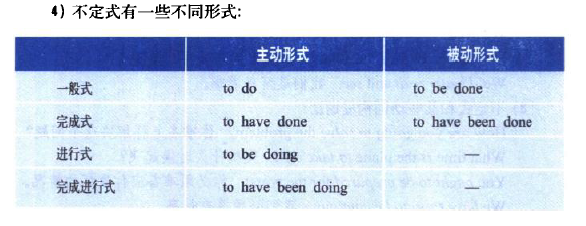 4）不定式有一些不同形式:
主动形式 被动形式
一般式 to do to be done
完成式 to have done to have been done
进行式 to be doing —
完成进行式 to have been doing —